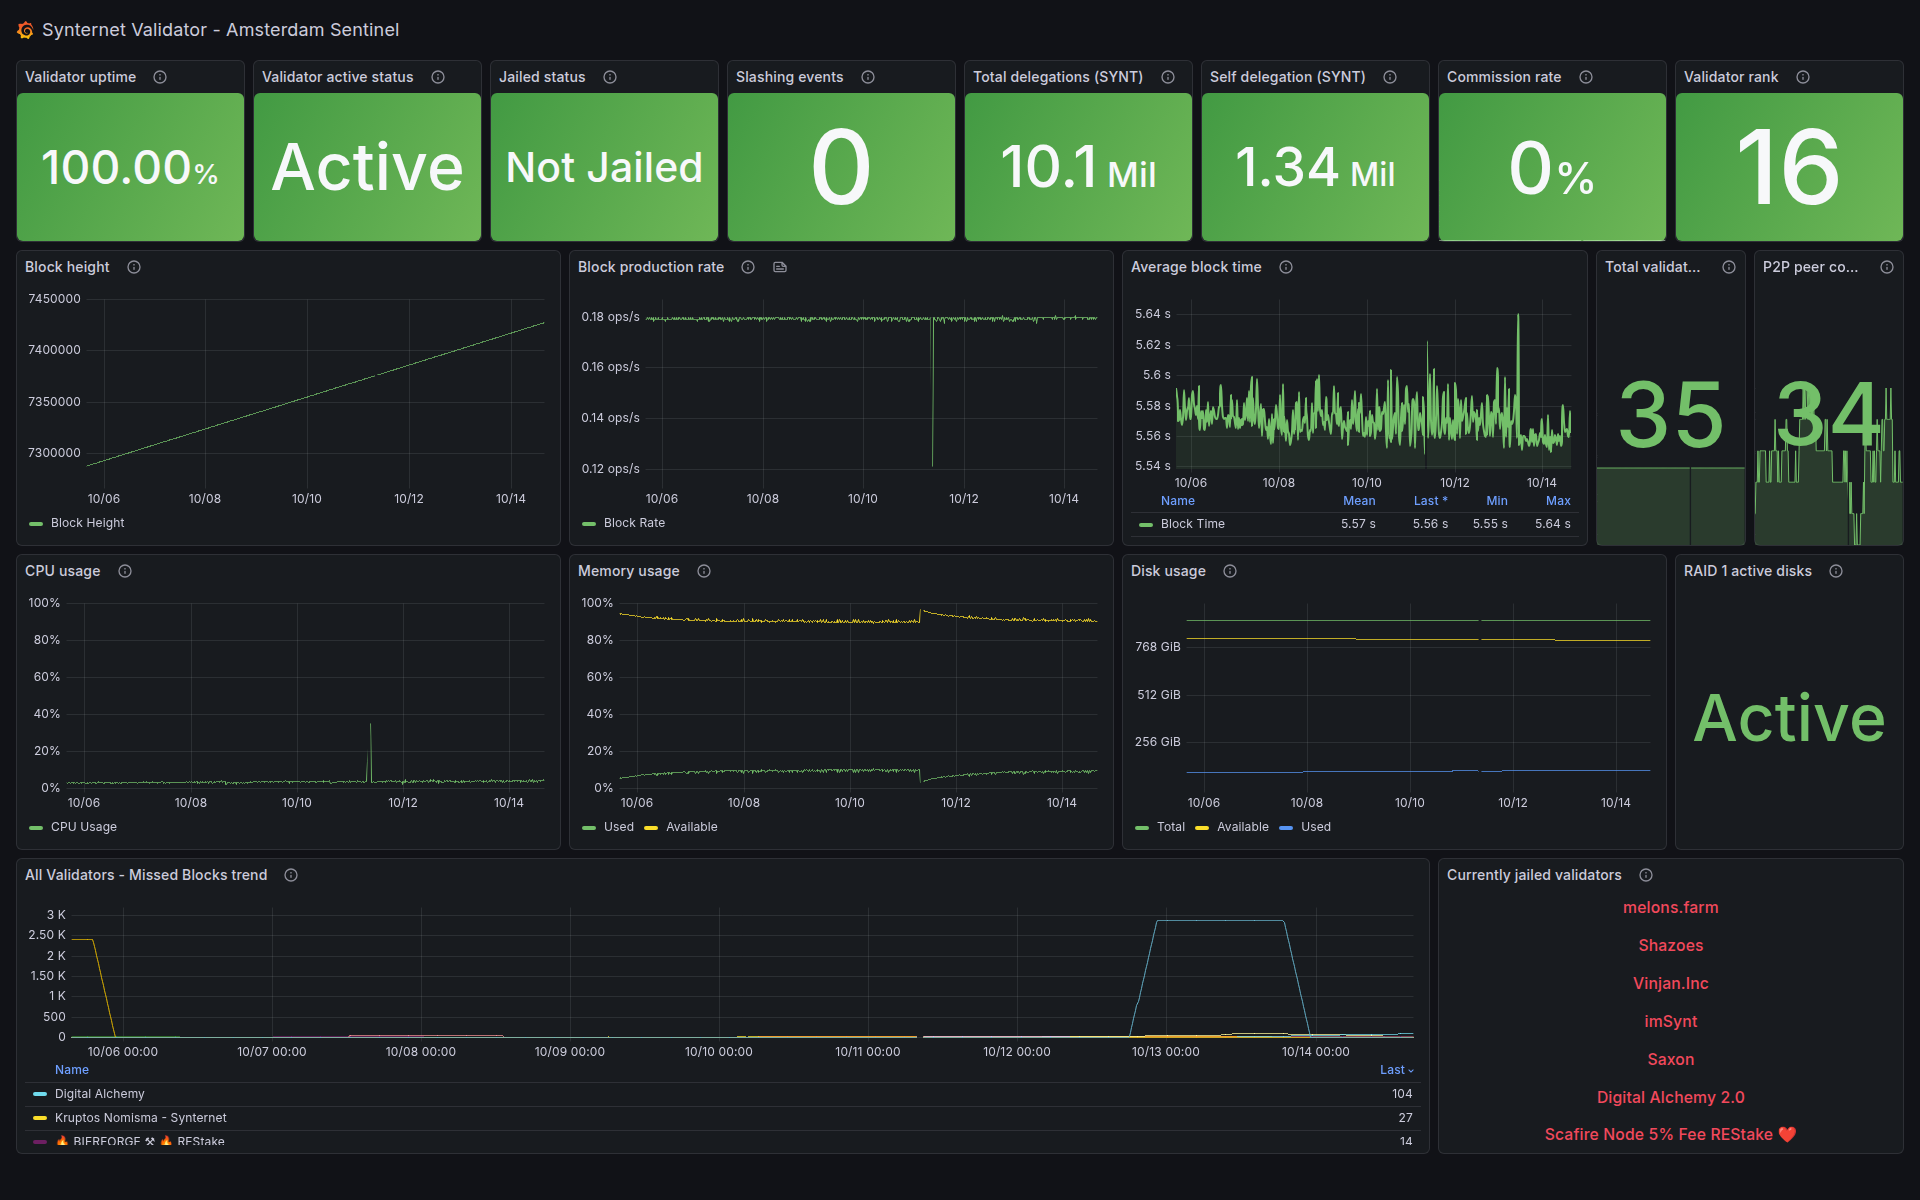 Synternet Validator - Amsterdam Sentinel
Validator uptime
Validator active status
Jailed status
Slashing events
Total delegations (SYNT)
Self delegation (SYNT)
Commission rate
Validator rank
100.00%
Active
Not Jailed
0
10.1 Mil
1.34 Mil
0%
16
Block height
7450000
7400000
7350000
7300000
10/06 10/08 10/10 10/12 10/14
Block Height
Block production rate
0.18 ops/s
0.16 ops/s
0.14 ops/s
0.12 ops/s
10/06 10/08 10/10 10/12 10/14
Block Rate
Average block time
5.64 s
5.62 s
5.6 s
5.58 s
5.56 s
5.54 s
10/06 10/08 10/10 10/12 10/14
Name Mean Last * Min Max
Block Time 5.57 s 5.56 s 5.55 s 5.64 s
Total validat...
35
P2P peer co...
34
CPU usage
100%
80%
60%
40%
20%
0%
10/06 10/08 10/10 10/12 10/14
CPU Usage
Memory usage
100%
80%
60%
40%
20%
0%
10/06 10/08 10/10 10/12 10/14
Used Available
Disk usage
768 GiB
512 GiB
256 GiB
10/06 10/08 10/10 10/12 10/14
Total Available Used
RAID 1 active disks
Active
All Validators - Missed Blocks trend
3 K
2.50 K
2 K
1.50 K
1 K
500
0
10/06 00:00 10/07 00:00 10/08 00:00 10/09 00:00 10/10 00:00 10/11 00:00 10/12 00:00 10/13 00:00 10/14 00:00
Name Last
Digital Alchemy 104
Kruptos Nomisma - Synternet 27
🔥 BIERFORGE ⚒ 🔥 REStake 14
Currently jailed validators
melons.farm
Shazoes
Vinjan.Inc
imSynt
Saxon
Digital Alchemy 2.0
Scafire Node 5% Fee REStake ❤️